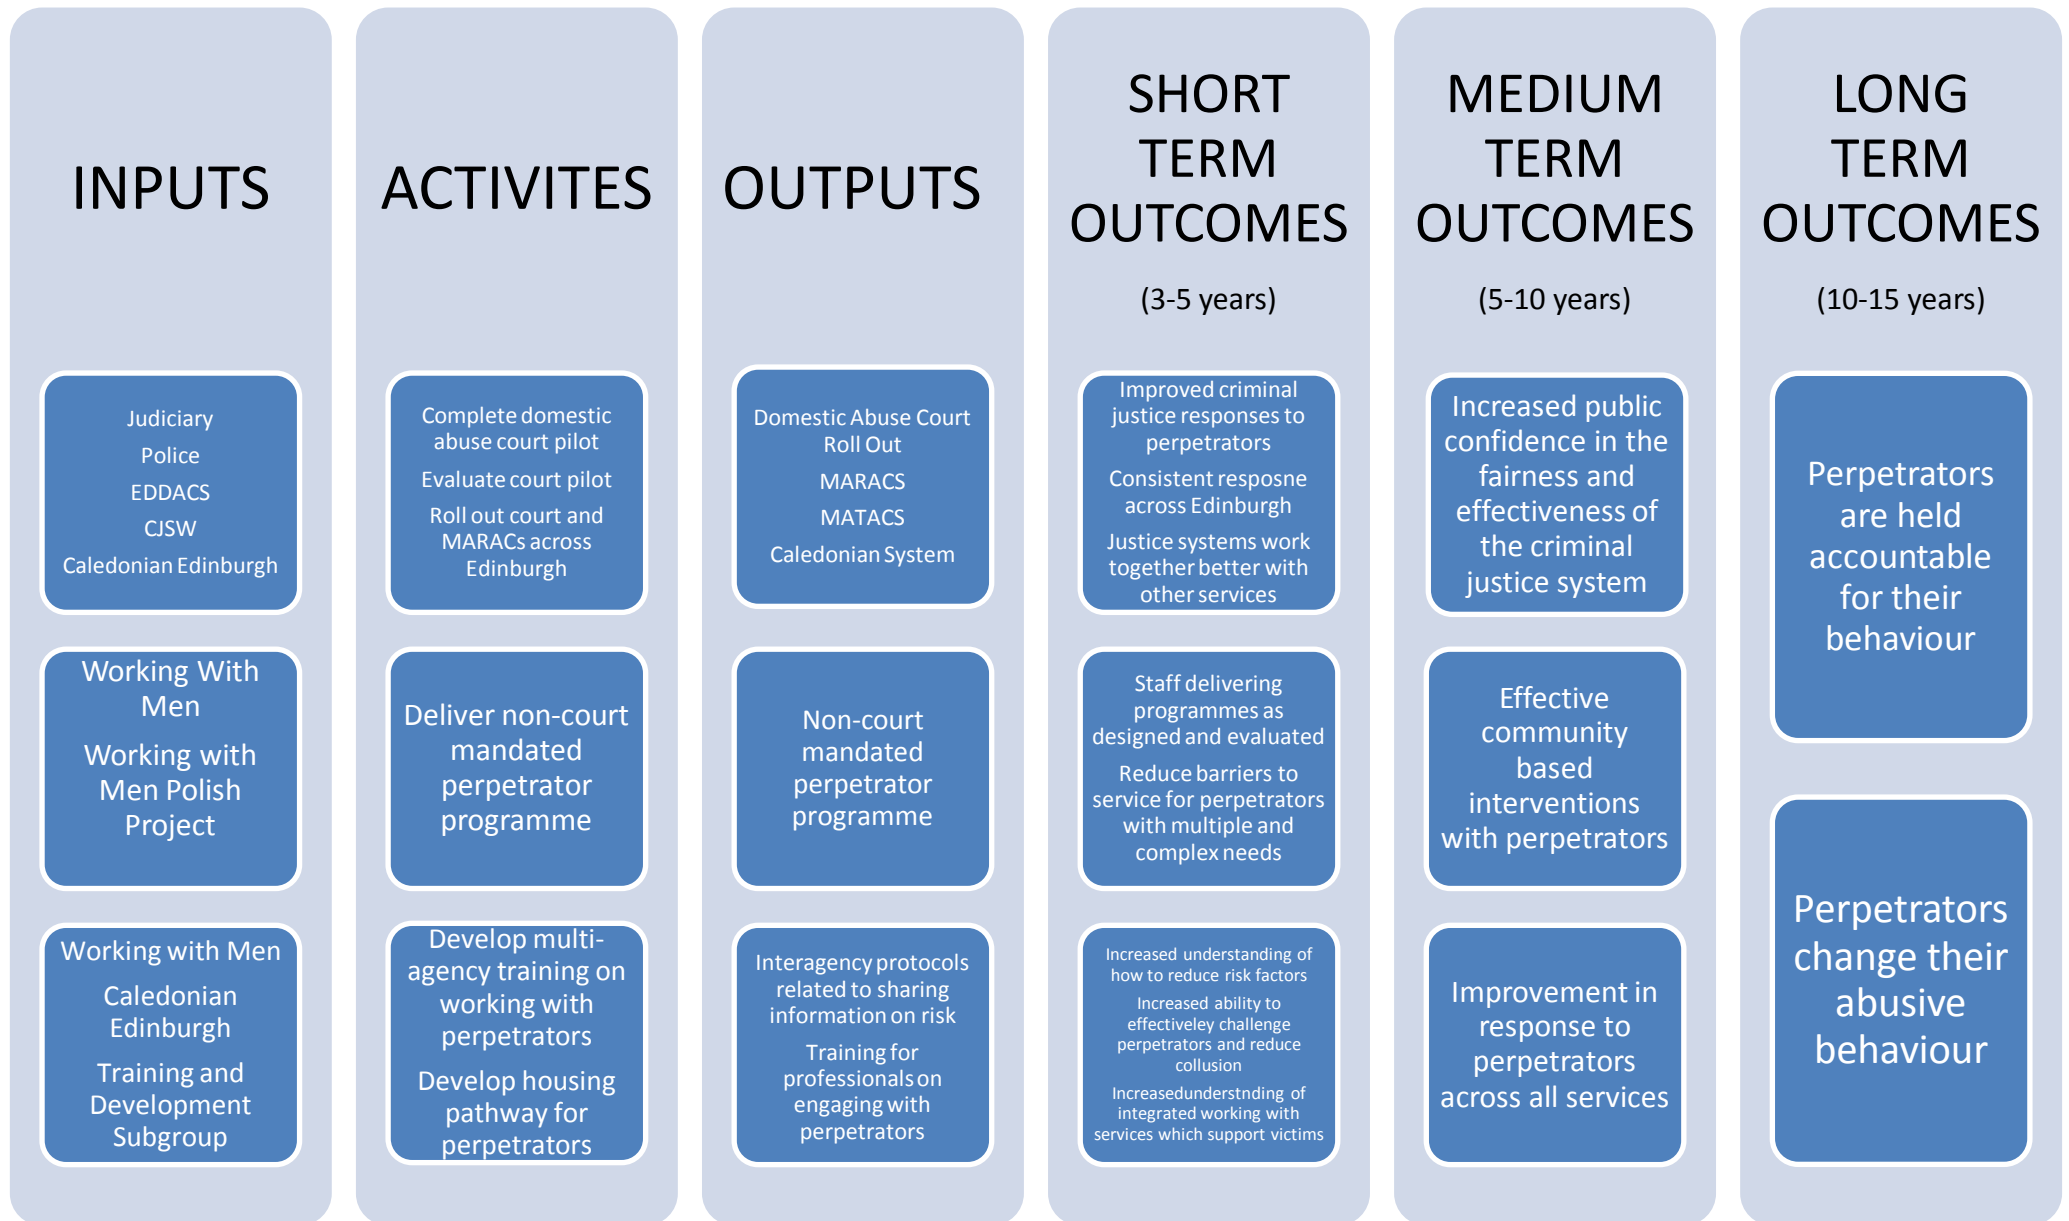 INPUTS
Judiciary
Police
EDDACS
CJSW
Caledonian Edinburgh
Working With
Men
Working with
Men Polish
Project
Working with Men
Caledonian
Edinburgh
Training and
Development
Subgroup
ACTIVITES
Complete domestic
abuse court pilot
Evaluate court pilot
Roll out court and
MARACs across
Edinburgh
Deliver non-court
mandated
perpetrator
programme
Develop multi-
agency training on
working with
perpetrators
Develop housing
pathway for
perpetrators
OUTPUTS
Domestic Abuse Court
Roll Out
MARACS
MATACS
Caledonian System
Non-court
mandated
perpetrator
programme
Interagency protocols
related to sharing
information on risk
Training for
professionals on
engaging with
perpetrators
SHORT
TERM
OUTCOMES
(3-5 years)
Improved criminal
justice responses to
perpetrators
Consistent resposne
across Edinburgh
Justice systems work
together better with
other services
Staff delivering
programmes as
designed and evaluated
Reduce barriers to
service for perpetrators
with multiple and
complex needs
Increased understanding of
how to reduce risk factors
Increased ability to
effectiveley challenge
perpetrators and reduce
collusion
Increasedunderstnding of
integrated working with
services which support victims
MEDIUM
TERM
OUTCOMES
(5-10 years)
Increased public
confidence in the
fairness and
effectiveness of
the criminal
justice system
Effective
community
based
interventions
with perpetrators
Improvement in
response to
perpetrators
across all services
LONG
TERM
OUTCOMES
(10-15 years)
Perpetrators
are held
accountable
for their
behaviour
Perpetrators
change their
abusive
behaviour